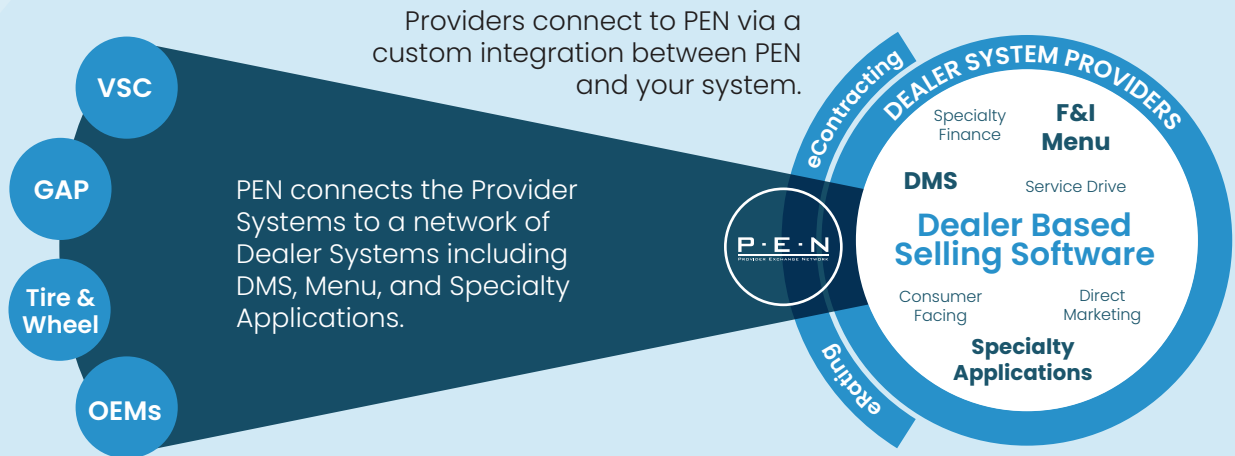 Providers connect to PEN via a
custom integration between PEN
and your system.
VSC
GAP
Tire &
Wheel
OEMs
PEN connects the Provider
Systems to a network of
Dealer Systems including
DMS, Menu, and Specialty
Applications.
P·E·N
PROVIDER EXCHANGE NETWORK
eContracting
eRating
DEALER SYSTEM PROVIDERS
Specialty
Finance
F&I
Menu
DMS
Service Drive
Dealer Based
Selling Software
Consumer
Facing
Direct
Marketing
Specialty
Applications